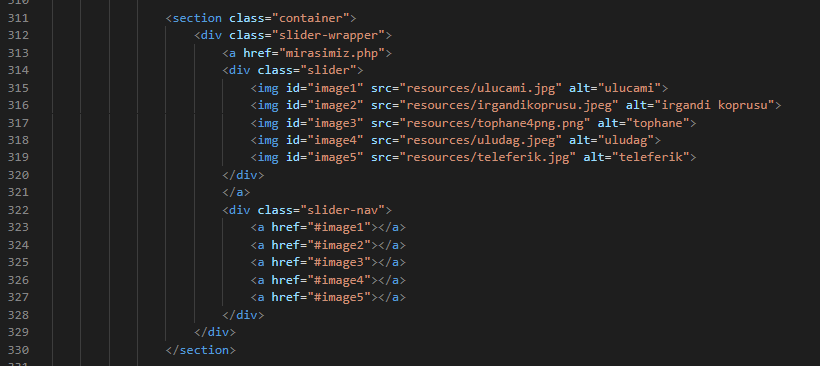 310
311 <section class="container">
312 <div class="slider-wrapper">
313 <a href="mirasimiz.php">
314 <div class="slider">
315 <img id="image1" src="resources/ulucami.jpg" alt="ulucami">
316 <img id="image2" src="resources/irgandikoprusu.jpeg" alt="irgandi koprusu">
317 <img id="image3" src="resources/tophane4png.png" alt="tophane">
318 <img id="image4" src="resources/uludag.jpeg" alt="uludag">
319 <img id="image5" src="resources/teleferik.jpg" alt="teleferik">
320 </div>
321 </a>
322 <div class="slider-nav">
323 <a href="#image1"></a>
324 <a href="#image2"></a>
325 <a href="#image3"></a>
326 <a href="#image4"></a>
327 <a href="#image5"></a>
328 </div>
329 </div>
330 </section>
331